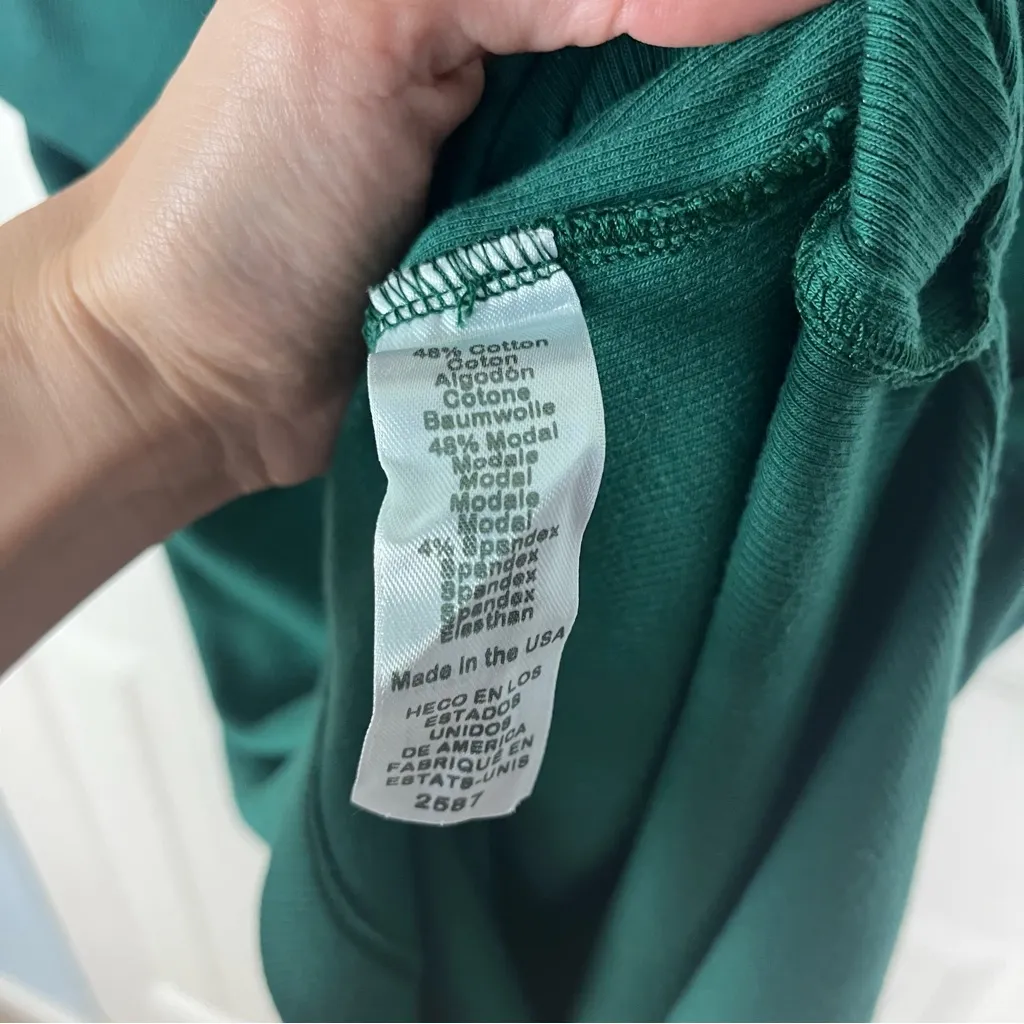 48% Cotton
Coton
Algodón
Cotone
Baumwolle
48% Modal
Modale
Modal
Modale
Modal
4% Spandex
Spandex
Spandex
Spandex
Elasthan
Made in the USA
HECO EN LOS
ESTADOS
UNIDOS
DE AMERICA
FABRIQUE EN
ESTATS-UNIS
2587